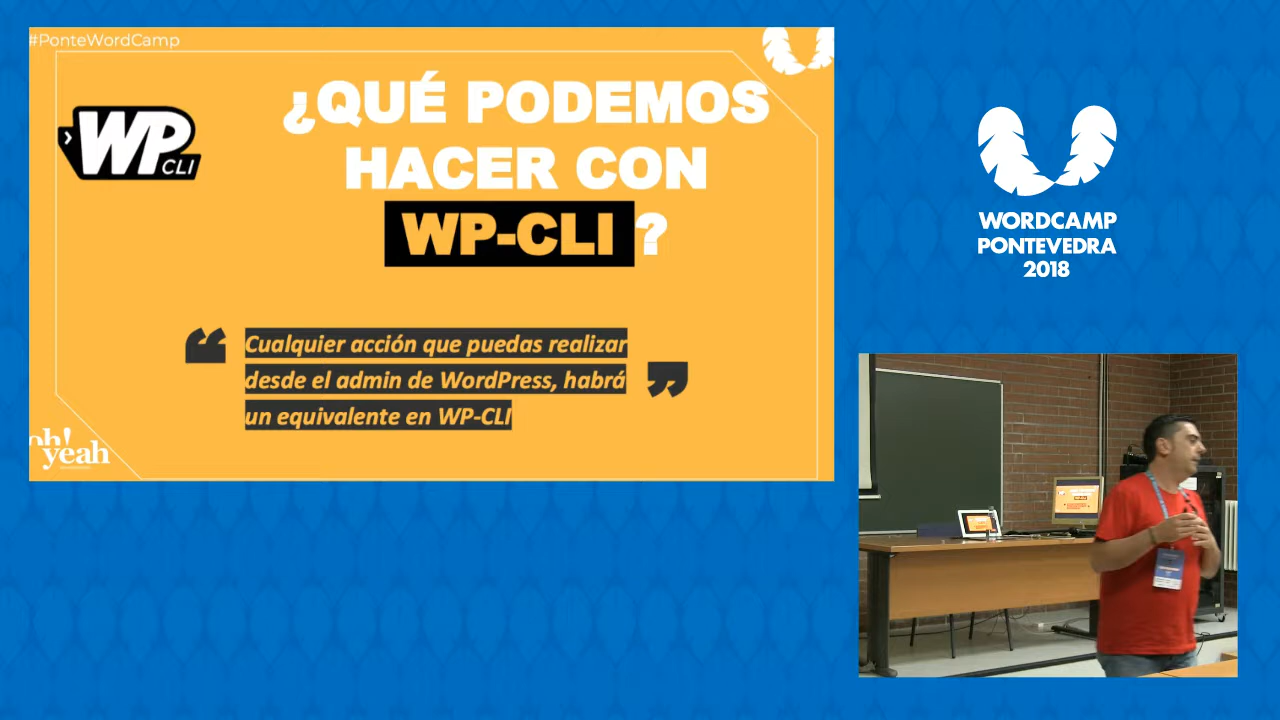 #PonteWordCamp
WP
CLI
¿QUÉ PODEMOS
HACER CON
WP-CLI ?
“ Cualquier acción que puedas realizar
desde el admin de WordPress, habrá
un equivalente en WP-CLI ”
oh!
yeah
WORDCAMP
PONTEVEDRA
2018